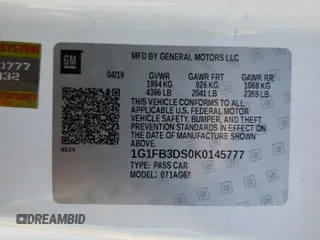 GM
MFD BY GENERAL MOTORS LLC
04/19
GVWR GAWR FRT GAWR RR
1994 KG 926 KG 1068 KG
4396 LB 2041 LB 2355 LB
THIS VEHICLE CONFORMS TO ALL
APPLICABLE U.S. FEDERAL MOTOR
VEHICLE SAFETY, BUMPER, AND THEFT
PREVENTION STANDARDS IN EFFECT ON
THE DATE OF MANUFACTURE SHOWN
ABOVE.
1G1FB3DS0K0145777
TYPE: PASS CAR
MODEL: 071AG67
DREAMBID